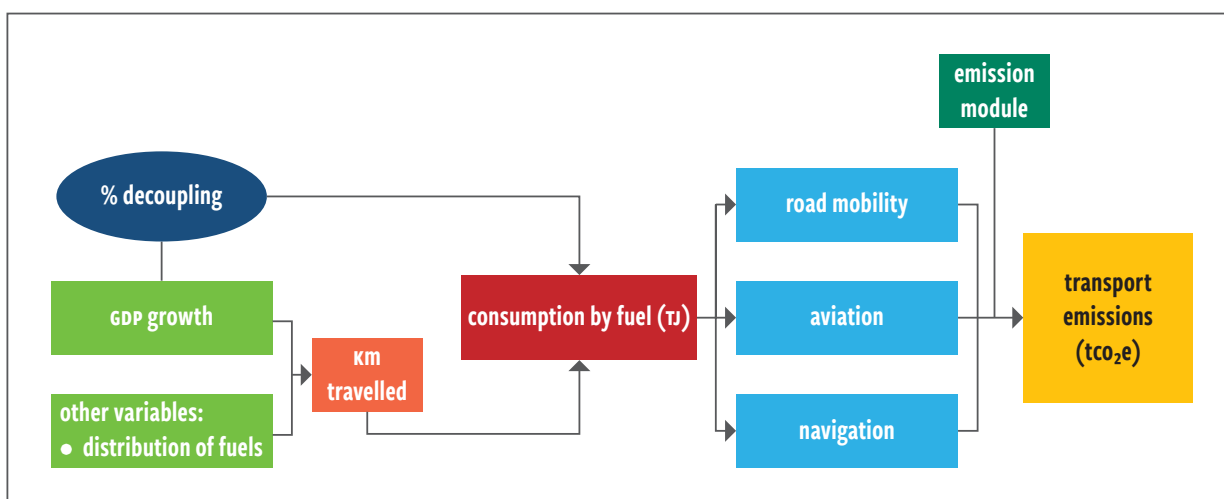 emission
module
% decoupling
road mobility
GDP growth
consumption by fuel (TJ)
aviation
transport
emissions
(tCO₂e)
Km
travelled
other variables:
● distribution of fuels
navigation